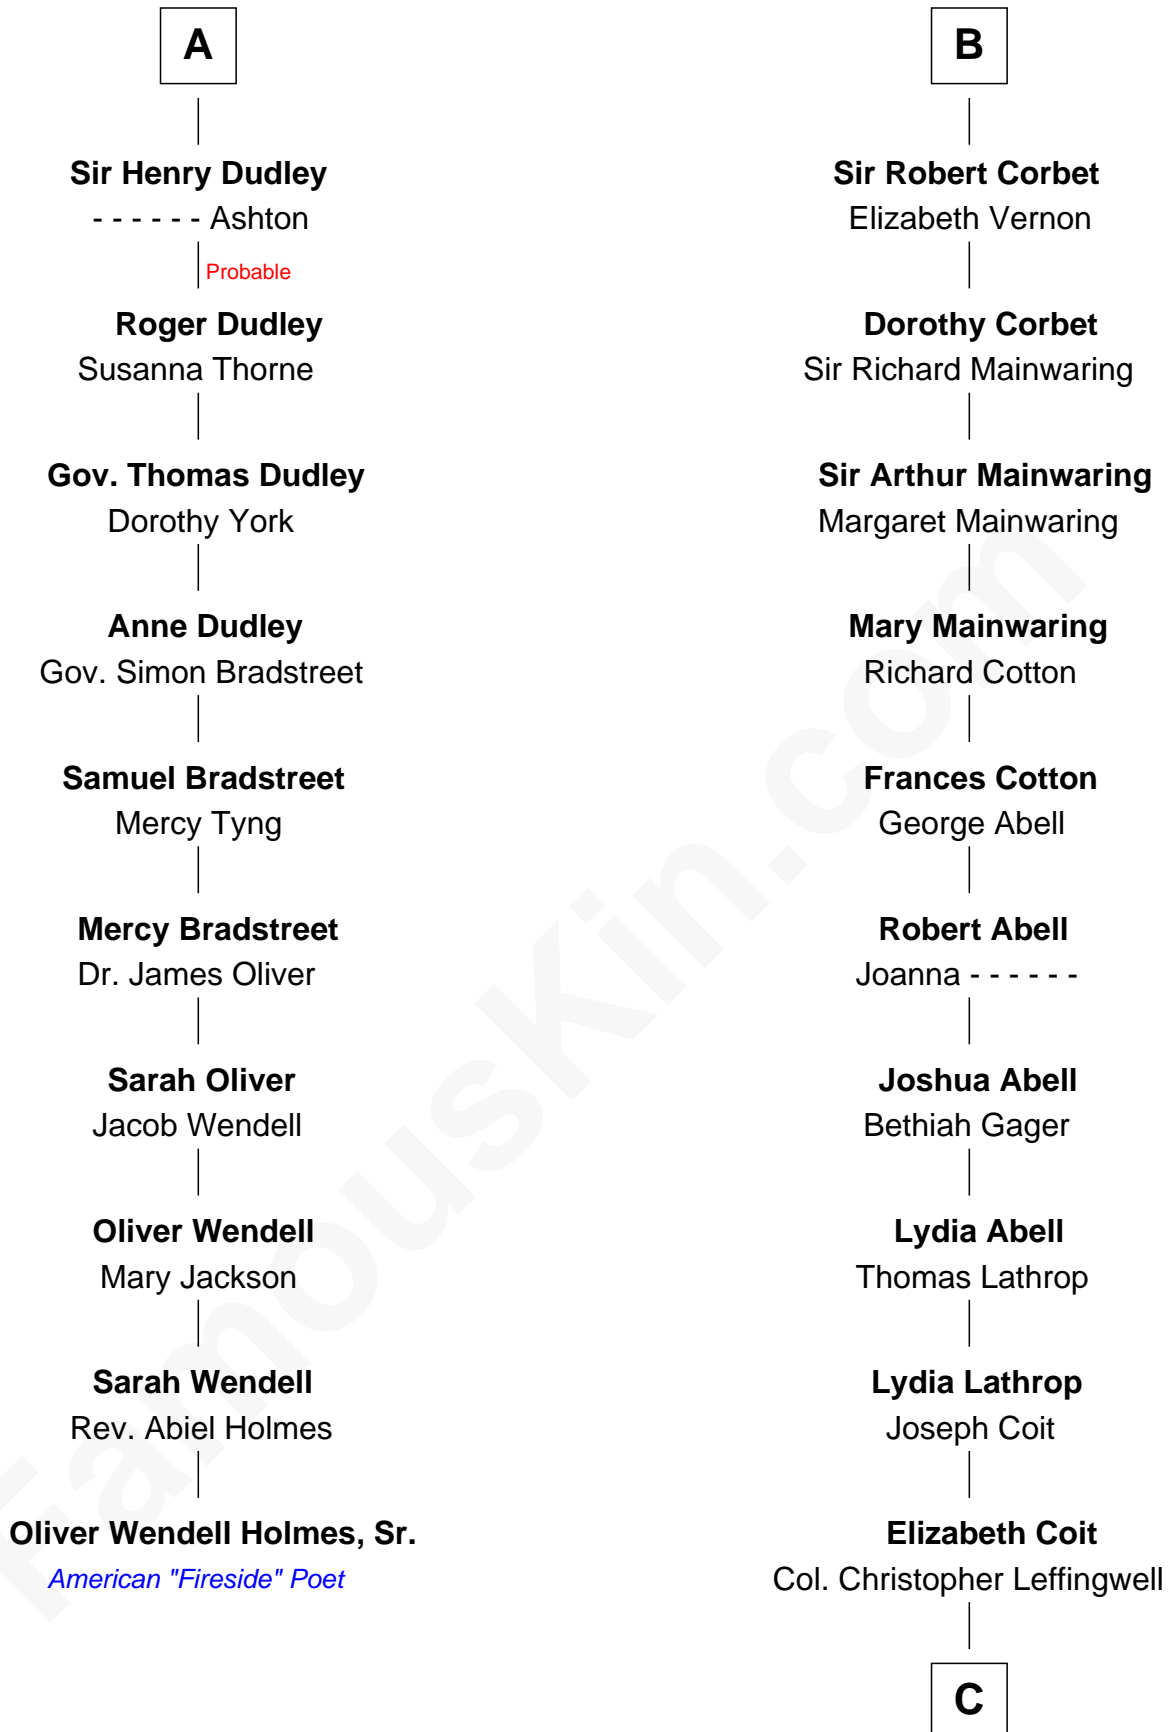 A
Sir Henry Dudley
- - - - - - Ashton
Probable
Roger Dudley
Susanna Thorne
Gov. Thomas Dudley
Dorothy York
Anne Dudley
Gov. Simon Bradstreet
Samuel Bradstreet
Mercy Tyng
Mercy Bradstreet
Dr. James Oliver
Sarah Oliver
Jacob Wendell
Oliver Wendell
Mary Jackson
Sarah Wendell
Rev. Abiel Holmes
Oliver Wendell Holmes, Sr.
American "Fireside" Poet
B
Sir Robert Corbet
Elizabeth Vernon
Dorothy Corbet
Sir Richard Mainwaring
Sir Arthur Mainwaring
Margaret Mainwaring
Mary Mainwaring
Richard Cotton
Frances Cotton
George Abell
Robert Abell
Joanna - - - - - -
Joshua Abell
Bethiah Gager
Lydia Abell
Thomas Lathrop
Lydia Lathrop
Joseph Coit
Elizabeth Coit
Col. Christopher Leffingwell
C
FamousKin.com